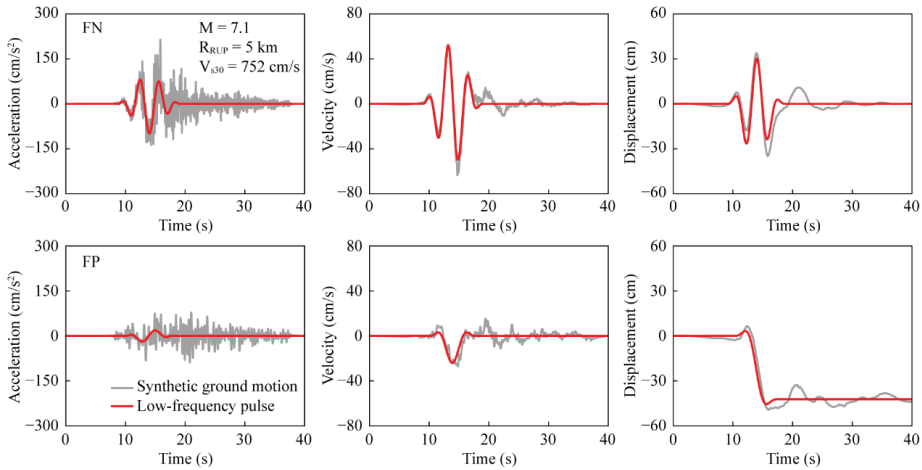 FN
M = 7.1
R_RUP = 5 km
V_s30 = 752 cm/s
Acceleration (cm/s²)
300
150
0
−150
−300
0 10 20 30 40
Time (s)
Velocity (cm/s)
80
40
0
−40
−80
0 10 20 30 40
Time (s)
Displacement (cm)
60
30
0
−30
−60
0 10 20 30 40
Time (s)
FP
Acceleration (cm/s²)
300
150
0
−150
−300
Synthetic ground motion
Low-frequency pulse
0 10 20 30 40
Time (s)
Velocity (cm/s)
80
40
0
−40
−80
0 10 20 30 40
Time (s)
Displacement (cm)
60
30
0
−30
−60
0 10 20 30 40
Time (s)